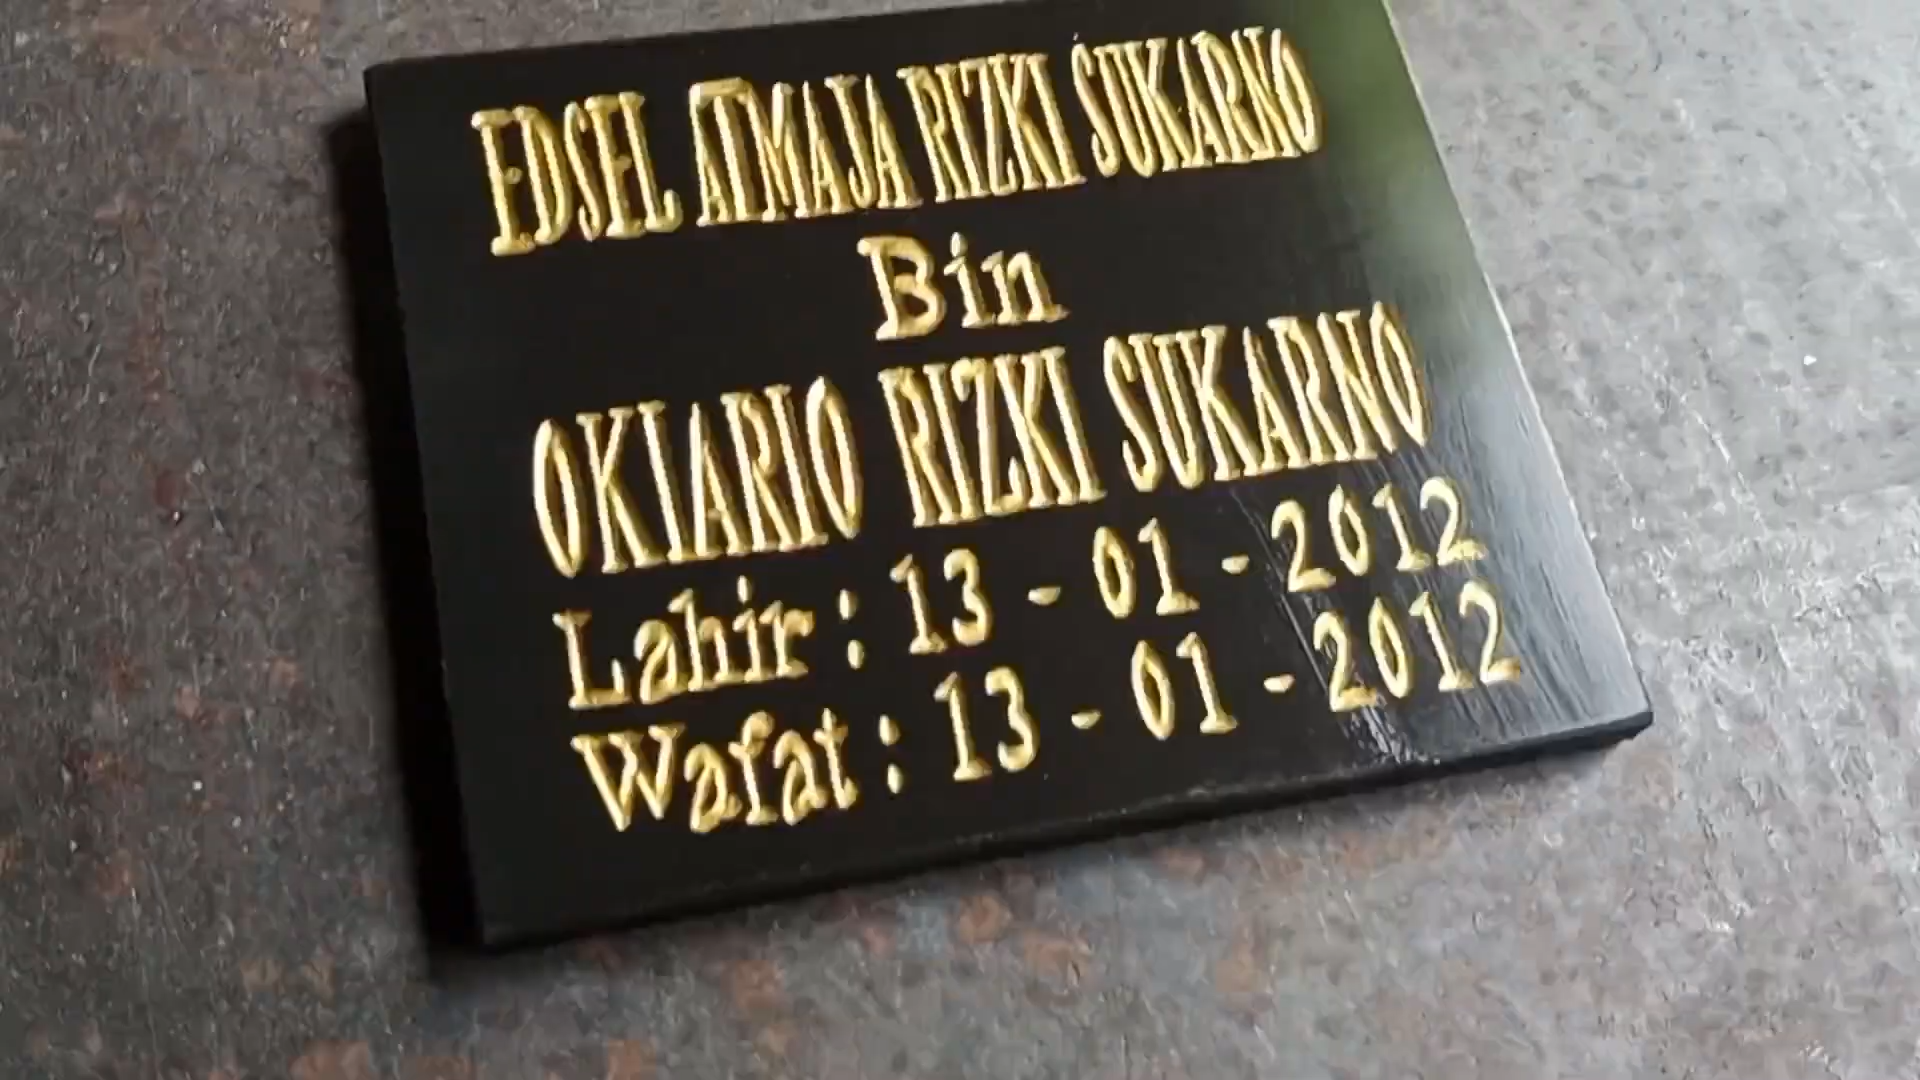 EDSEL ATMAJA RIZKI SUKARNO
Bin
OKIARIO RIZKI SUKARNO
Lahir : 13 - 01 - 2012
Wafat : 13 - 01 - 2012